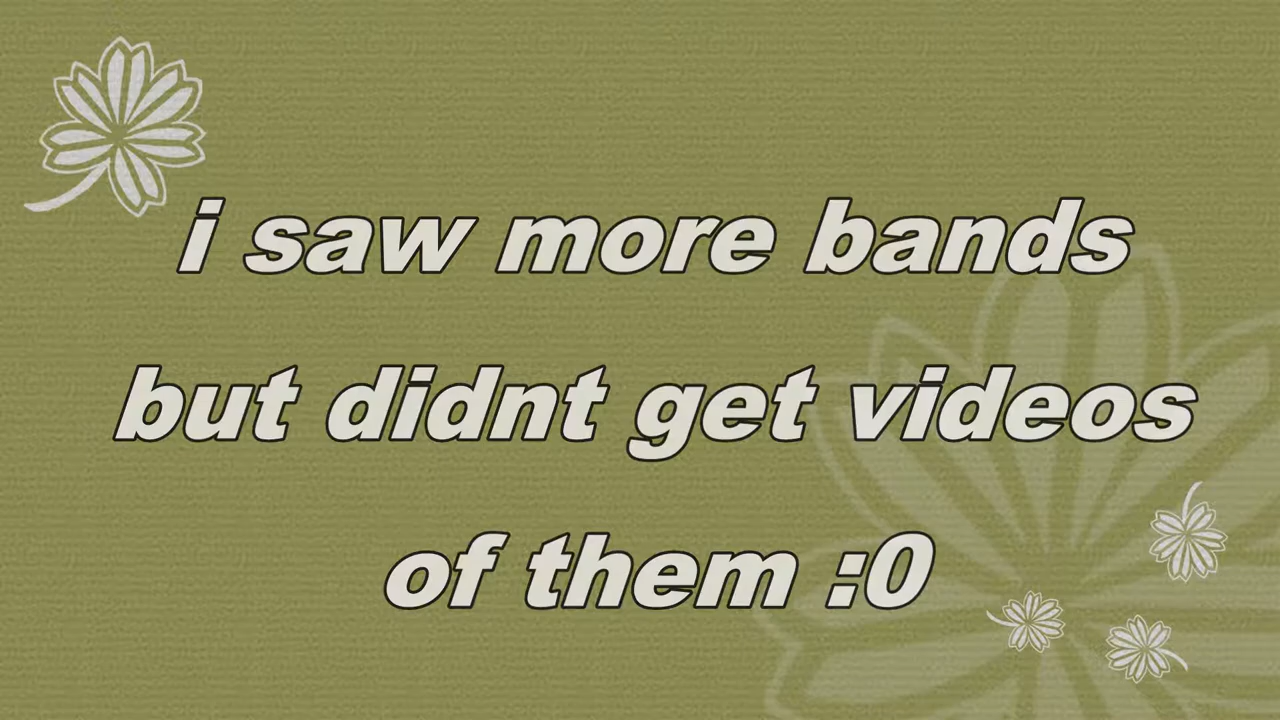 i saw more bands
but didnt get videos
of them :0